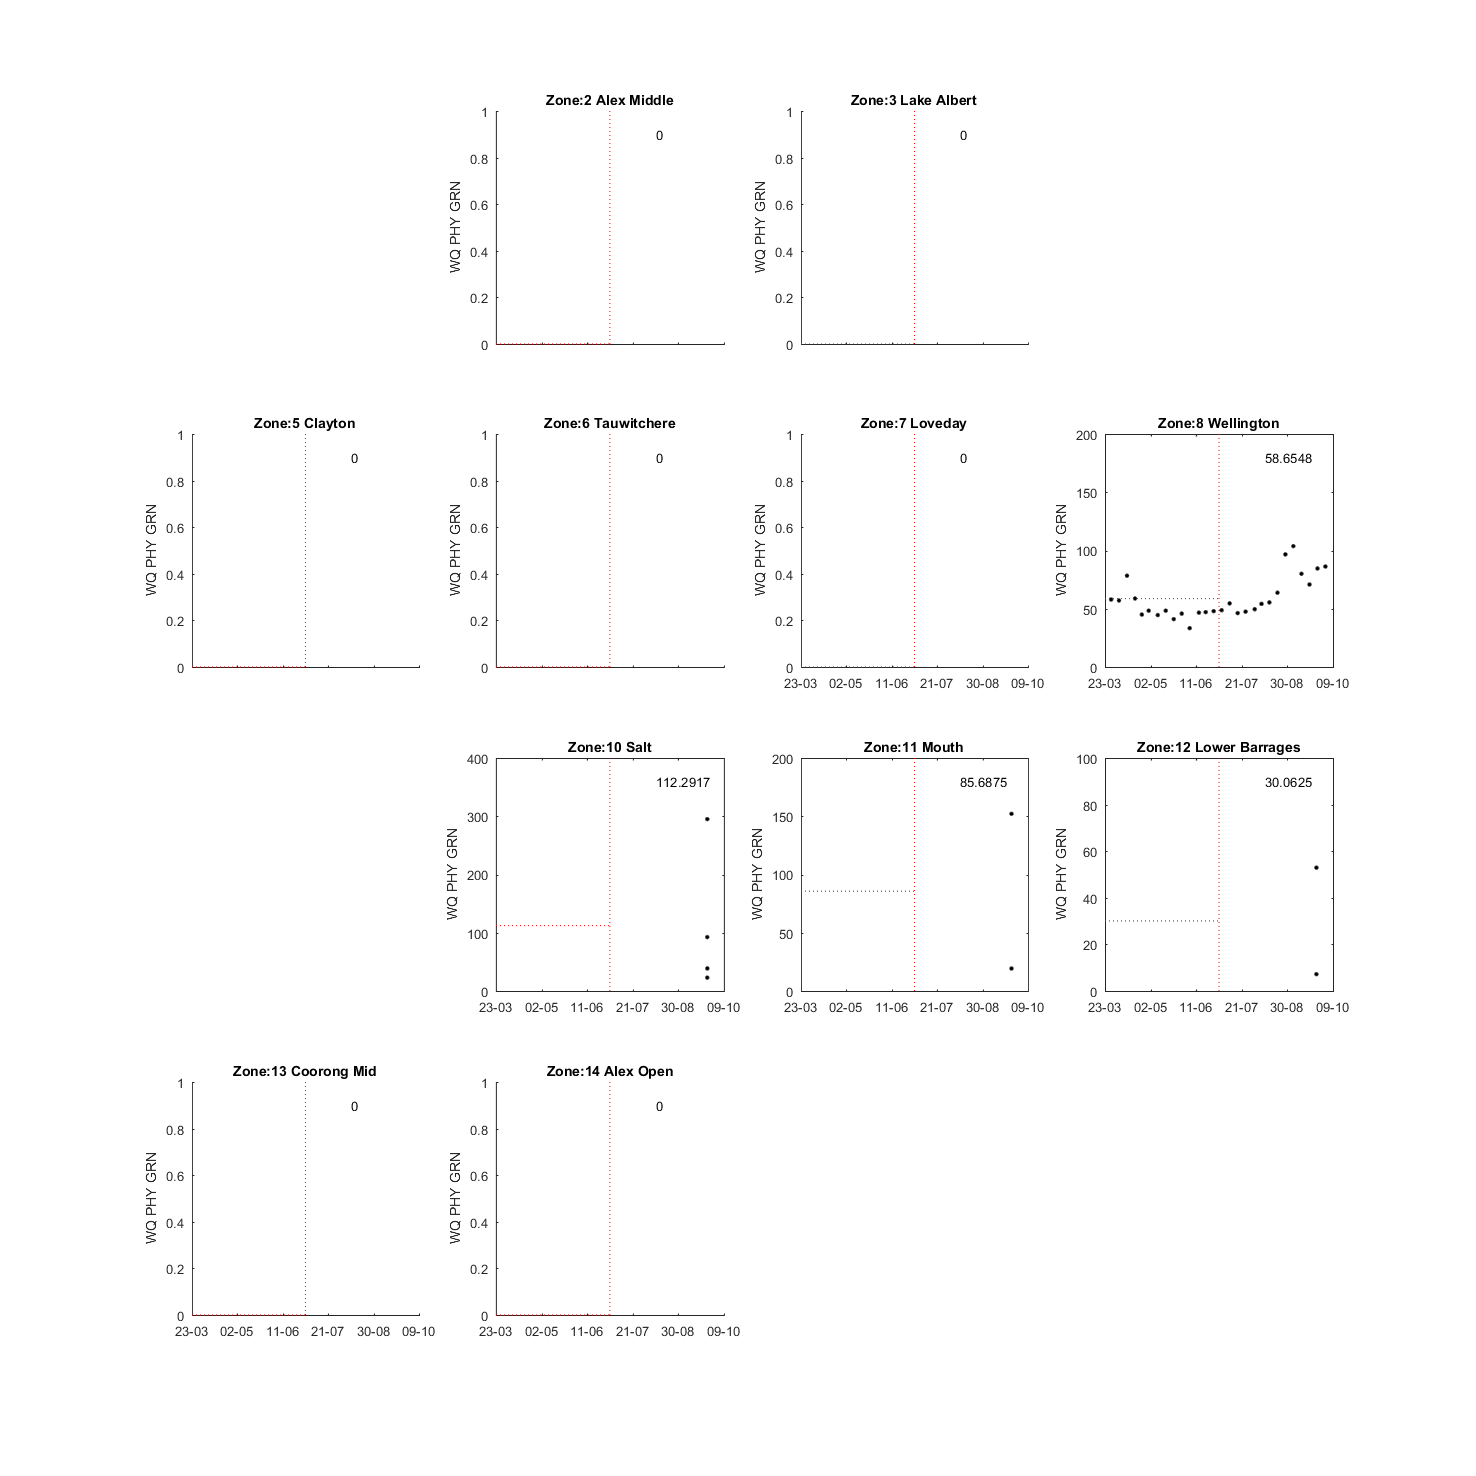 Zone:2 Alex Middle
1
0.8
0.6
0.4
0.2
0
WQ PHY GRN
0
Zone:3 Lake Albert
1
0.8
0.6
0.4
0.2
0
WQ PHY GRN
0
Zone:5 Clayton
1
0.8
0.6
0.4
0.2
0
WQ PHY GRN
0
Zone:6 Tauwitchere
1
0.8
0.6
0.4
0.2
0
WQ PHY GRN
0
Zone:7 Loveday
1
0.8
0.6
0.4
0.2
0
WQ PHY GRN
0
23-03 02-05 11-06 21-07 30-08 09-10
Zone:8 Wellington
200
150
100
50
0
WQ PHY GRN
58.6548
23-03 02-05 11-06 21-07 30-08 09-10
Zone:10 Salt
400
300
200
100
0
WQ PHY GRN
112.2917
23-03 02-05 11-06 21-07 30-08 09-10
Zone:11 Mouth
200
150
100
50
0
WQ PHY GRN
85.6875
23-03 02-05 11-06 21-07 30-08 09-10
Zone:12 Lower Barrages
100
80
60
40
20
0
WQ PHY GRN
30.0625
23-03 02-05 11-06 21-07 30-08 09-10
Zone:13 Coorong Mid
1
0.8
0.6
0.4
0.2
0
WQ PHY GRN
0
23-03 02-05 11-06 21-07 30-08 09-10
Zone:14 Alex Open
1
0.8
0.6
0.4
0.2
0
WQ PHY GRN
0
23-03 02-05 11-06 21-07 30-08 09-10